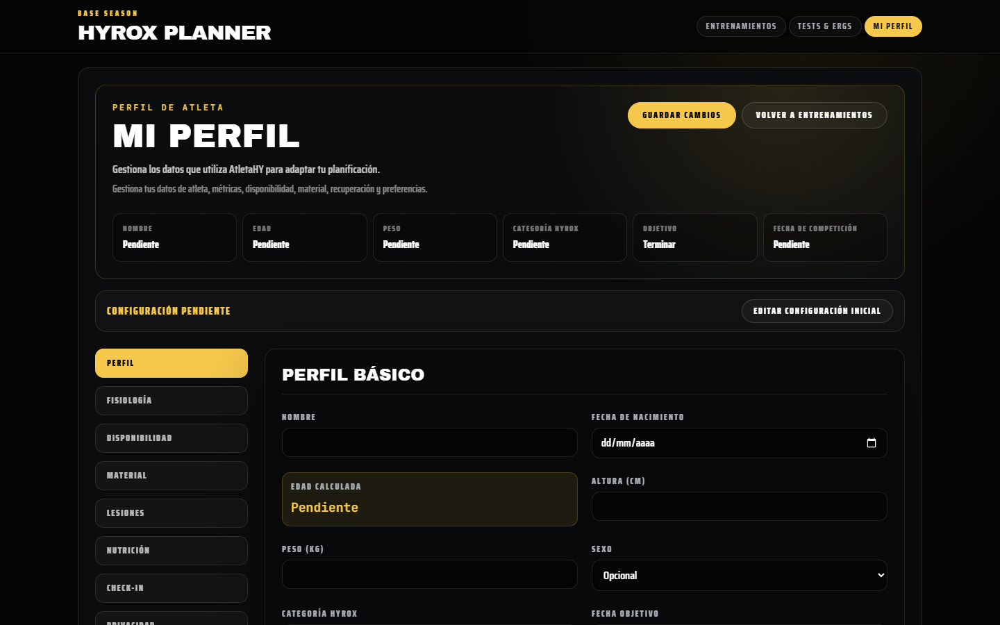 BASE SEASON
HYROX PLANNER
ENTRENAMIENTOS
TESTS & ERGS
MI PERFIL
PERFIL DE ATLETA
MI PERFIL
GUARDAR CAMBIOS
VOLVER A ENTRENAMIENTOS
Gestiona los datos que utiliza AtletaHY para adaptar tu planificación.
Gestiona tus datos de atleta, métricas, disponibilidad, material, recuperación y preferencias.
NOMBRE
Pendiente
EDAD
Pendiente
PESO
Pendiente
CATEGORÍA HYROX
Pendiente
OBJETIVO
Terminar
FECHA DE COMPETICIÓN
Pendiente
CONFIGURACIÓN PENDIENTE
EDITAR CONFIGURACIÓN INICIAL
PERFIL
FISIOLOGÍA
DISPONIBILIDAD
MATERIAL
LESIONES
NUTRICIÓN
CHECK-IN
PRIVACIDAD
PERFIL BÁSICO
NOMBRE
FECHA DE NACIMIENTO
dd/mm/aaaa
EDAD CALCULADA
Pendiente
ALTURA (CM)
PESO (KG)
SEXO
Opcional
CATEGORÍA HYROX
FECHA OBJETIVO